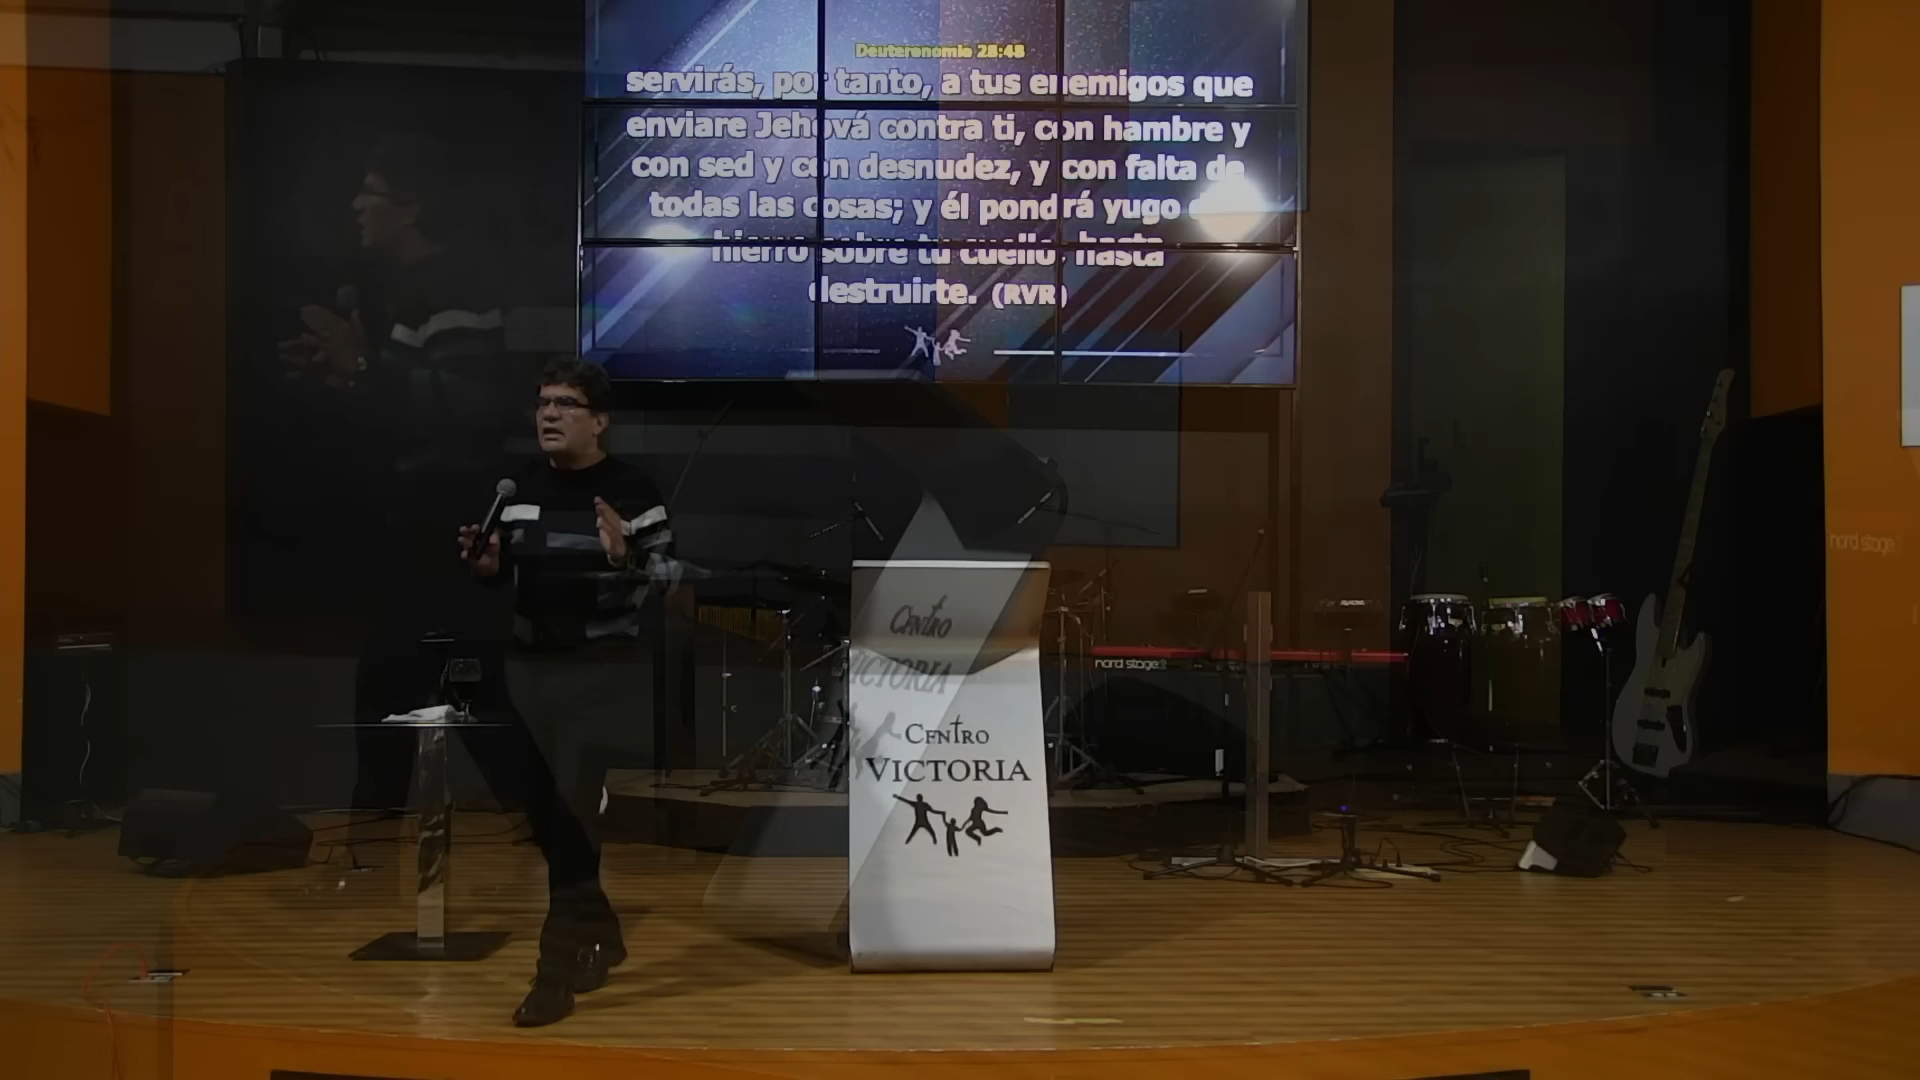 Deuteronomio 28:48
servirás, por tanto, a tus enemigos que
enviare Jehová contra ti, con hambre y
con sed y con desnudez, y con falta de
todas las cosas; y él pondrá yugo de
hierro sobre tu cuello, hasta
destruirte. (RVR)
Centro
VICTORIA
Centro
VICTORIA
nord stage
nord stage